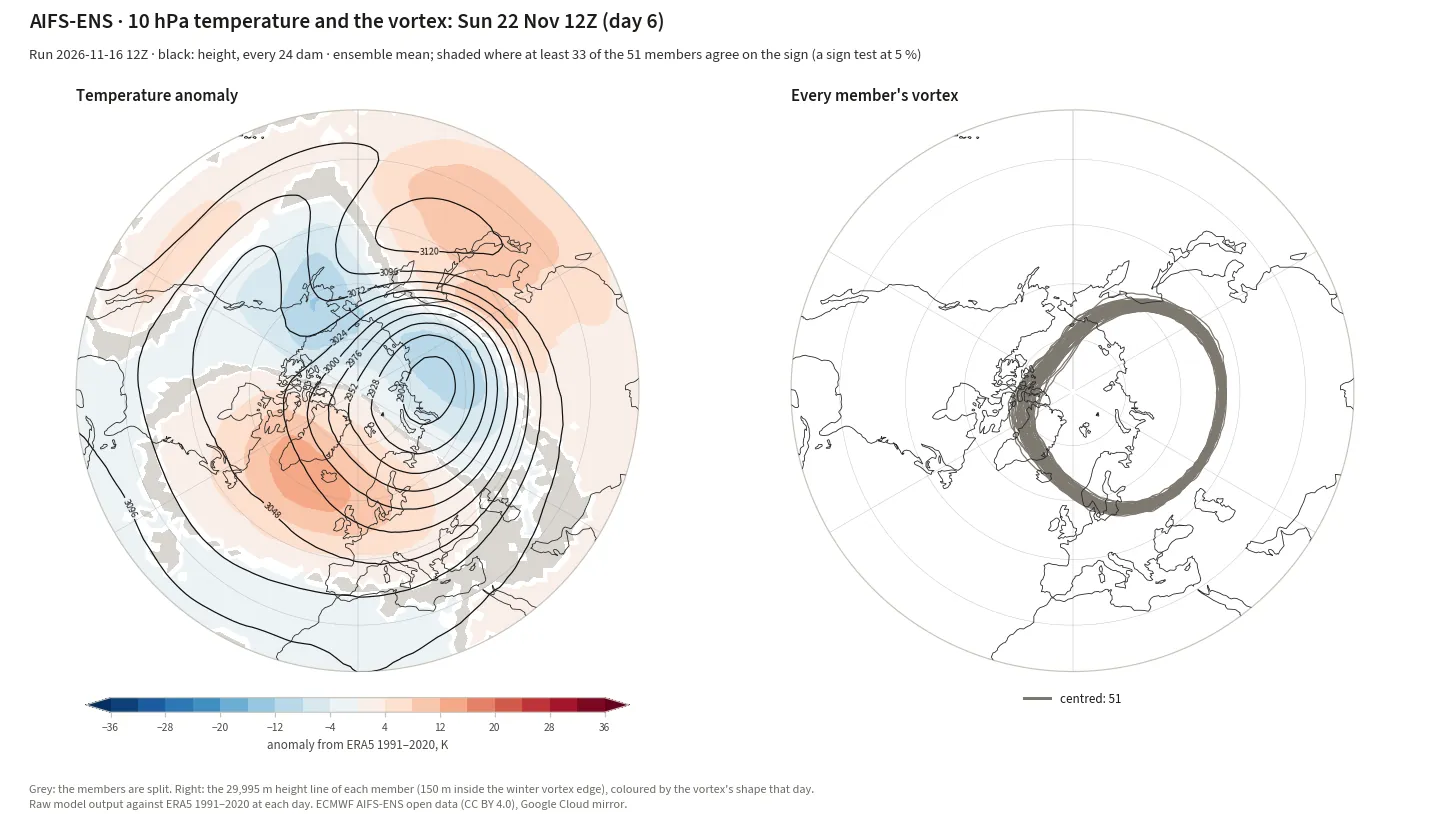 AIFS-ENS · 10 hPa temperature and the vortex: Sun 22 Nov 12Z (day 6)
Run 2026-11-16 12Z · black: height, every 24 dam · ensemble mean; shaded where at least 33 of the 51 members agree on the sign (a sign test at 5 %)
Temperature anomaly
Every member's vortex
3120
3096
3072
3024
3000
2976
2952
2928
3096
3048
centred: 51
−36 −28 −20 −12 −4 4 12 20 28 36
anomaly from ERA5 1991–2020, K
Grey: the members are split. Right: the 29,995 m height line of each member (150 m inside the winter vortex edge), coloured by the vortex's shape that day.
Raw model output against ERA5 1991–2020 at each day. ECMWF AIFS-ENS open data (CC BY 4.0), Google Cloud mirror.